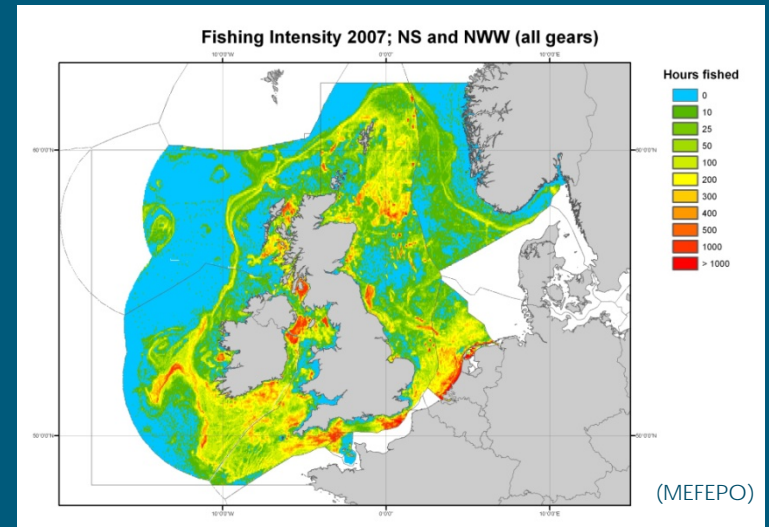 Fishing Intensity 2007; NS and NWW (all gears)
10°0'0"W 0°0'0" 10°0'0"E
Hours fished
0
10
25
50
100
200
300
400
500
1000
> 1000
60°0'0"N 60°0'0"N
50°0'0"N 50°0'0"N
10°0'0"W 0°0'0" 10°0'0"E
(MEFEPO)